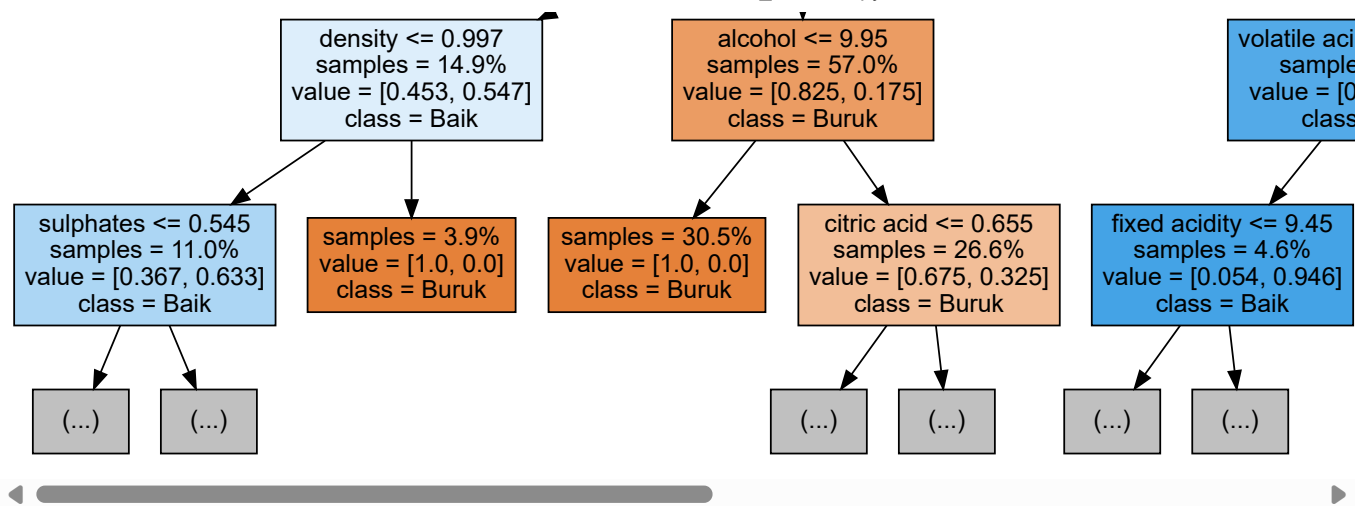 density <= 0.997
samples = 14.9%
value = [0.453, 0.547]
class = Baik
alcohol <= 9.95
samples = 57.0%
value = [0.825, 0.175]
class = Buruk
volatile
value = [0
class
sulphates <= 0.545
samples = 11.0%
value = [0.367, 0.633]
class = Baik
samples = 3.9%
value = [1.0, 0.0]
class = Buruk
samples = 30.5%
value = [1.0, 0.0]
class = Buruk
citric acid <= 0.655
samples = 26.6%
value = [0.675, 0.325]
class = Buruk
fixed acidity <= 9.45
samples = 4.6%
value = [0.054, 0.946]
class = Baik
(...)
(...)
(...)
(...)
(...)
(...)